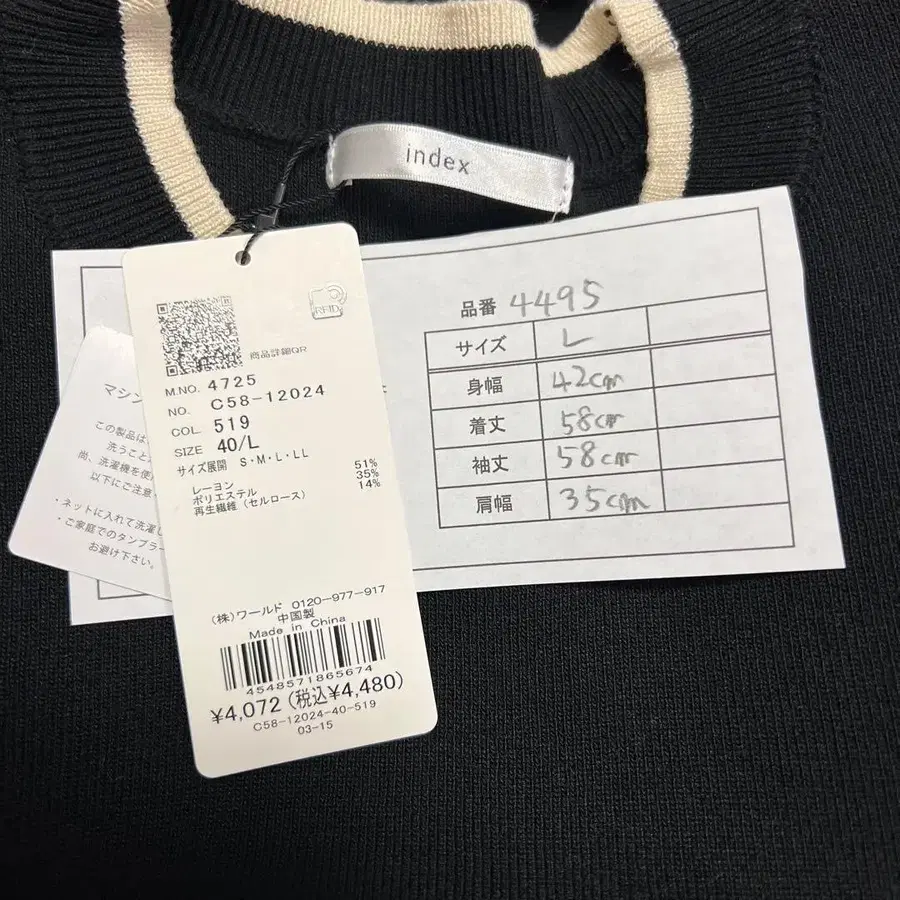 index
RFID
商品詳細QR
M.NO. 4725
NO. C58-12024
COL 519
SIZE 40/L
サイズ展開 S・M・L・LL
レーヨン 51%
ポリエステル 35%
再生繊維 (セルロース) 14%
(株)ワールド 0120-977-917
中国製
Made in China
4548571865674
¥4,072 (税込¥4,480)
C58-12024-40-519
03-15
マシン
この製品は
洗うことが
尚、洗濯機を使
以下にご注意
・ネットに入れて洗濯し
・ご家庭でのタンブラー
お避け下さい。
品番 4495
サイズ L
身幅 42cm
着丈 58cm
袖丈 58cm
肩幅 35cm